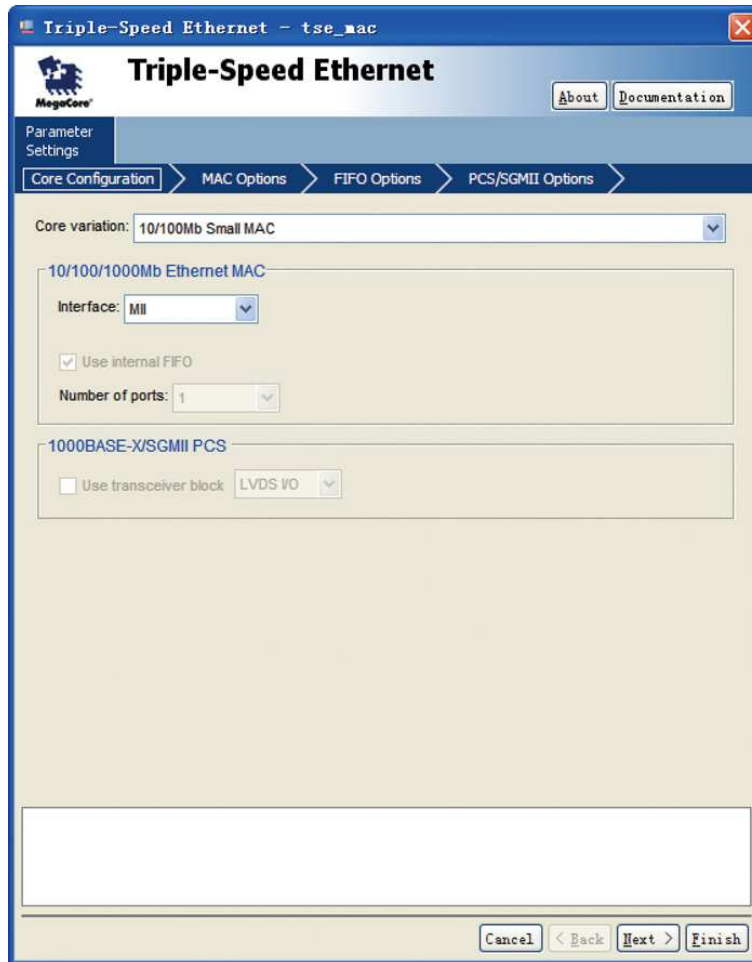 Triple-Speed Ethernet - tse_mac
MegaCore®
Triple-Speed Ethernet
About
Documentation
Parameter
Settings
Core Configuration
MAC Options
FIFO Options
PCS/SGMII Options
Core variation: 10/100Mb Small MAC
10/100/1000Mb Ethernet MAC
Interface: MII
Use internal FIFO
Number of ports: 1
1000BASE-X/SGMII PCS
Use transceiver block LVDS I/O
Cancel < Back Next > Finish